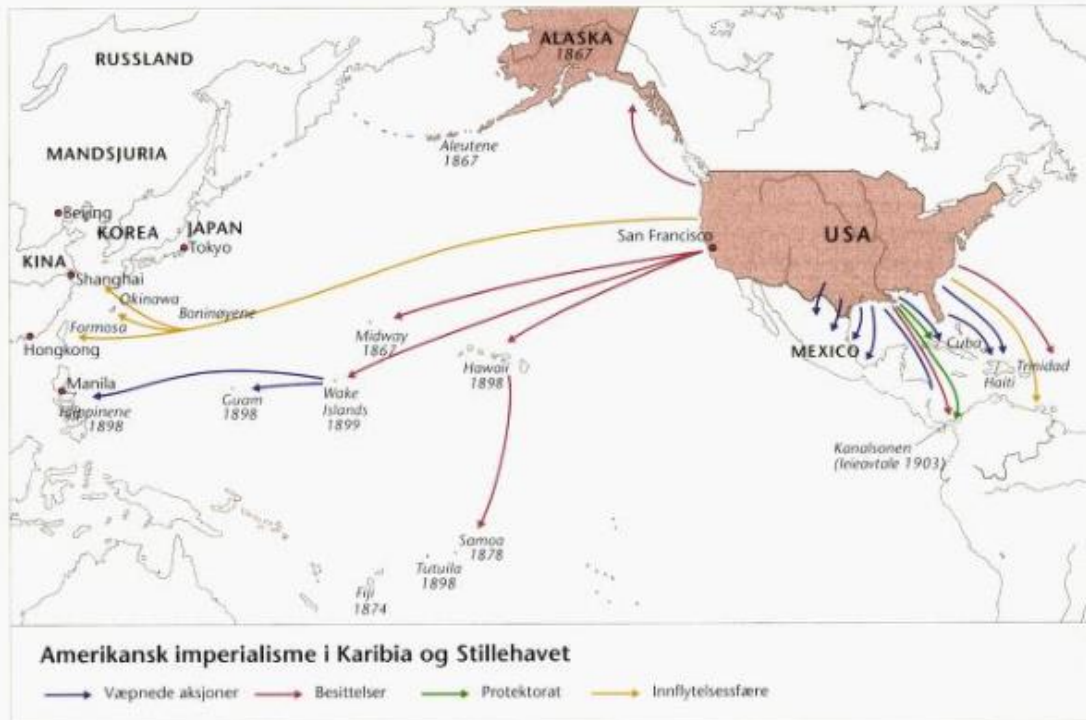 ALASKA
1867
RUSSLAND
Aleutene
1867
MANDSJURIA
Beijing
KOREA
JAPAN
Tokyo
KINA
Shanghai
San Francisco
USA
Okinawa
Boninøyene
Formosa
Hongkong
Midway
1867
Hawaii
1898
MEXICO
Cuba
Haiti
Trinidad
Manila
1898
Guam
1898
Wake
Islands
1899
Kanalsonen
(leieavtale 1903)
Samoa
1878
Tutuila
1898
Fiji
1874
Amerikansk imperialisme i Karibia og Stillehavet
Væpnede aksjoner
Besittelser
Protektorat
Innflytelsessfære